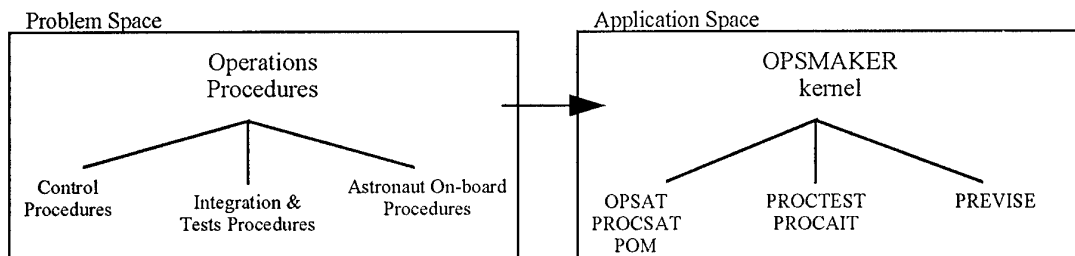 Problem Space
Operations
Procedures
Control
Procedures
Integration &
Tests Procedures
Astronaut On-board
Procedures
Application Space
OPSMAKER
kernel
OPSAT
PROCSAT
POM
PROCTEST
PROCAIT
PREVISE